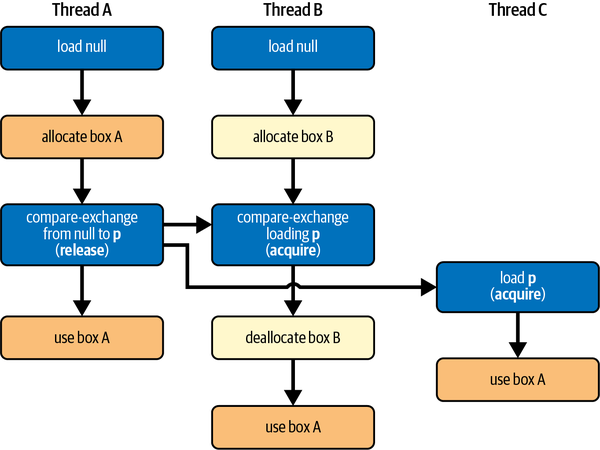 Thread A
Thread B
Thread C
load null
load null
allocate box A
allocate box B
compare-exchange
from null to p
(release)
compare-exchange
loading p
(acquire)
load p
(acquire)
use box A
deallocate box B
use box A
use box A